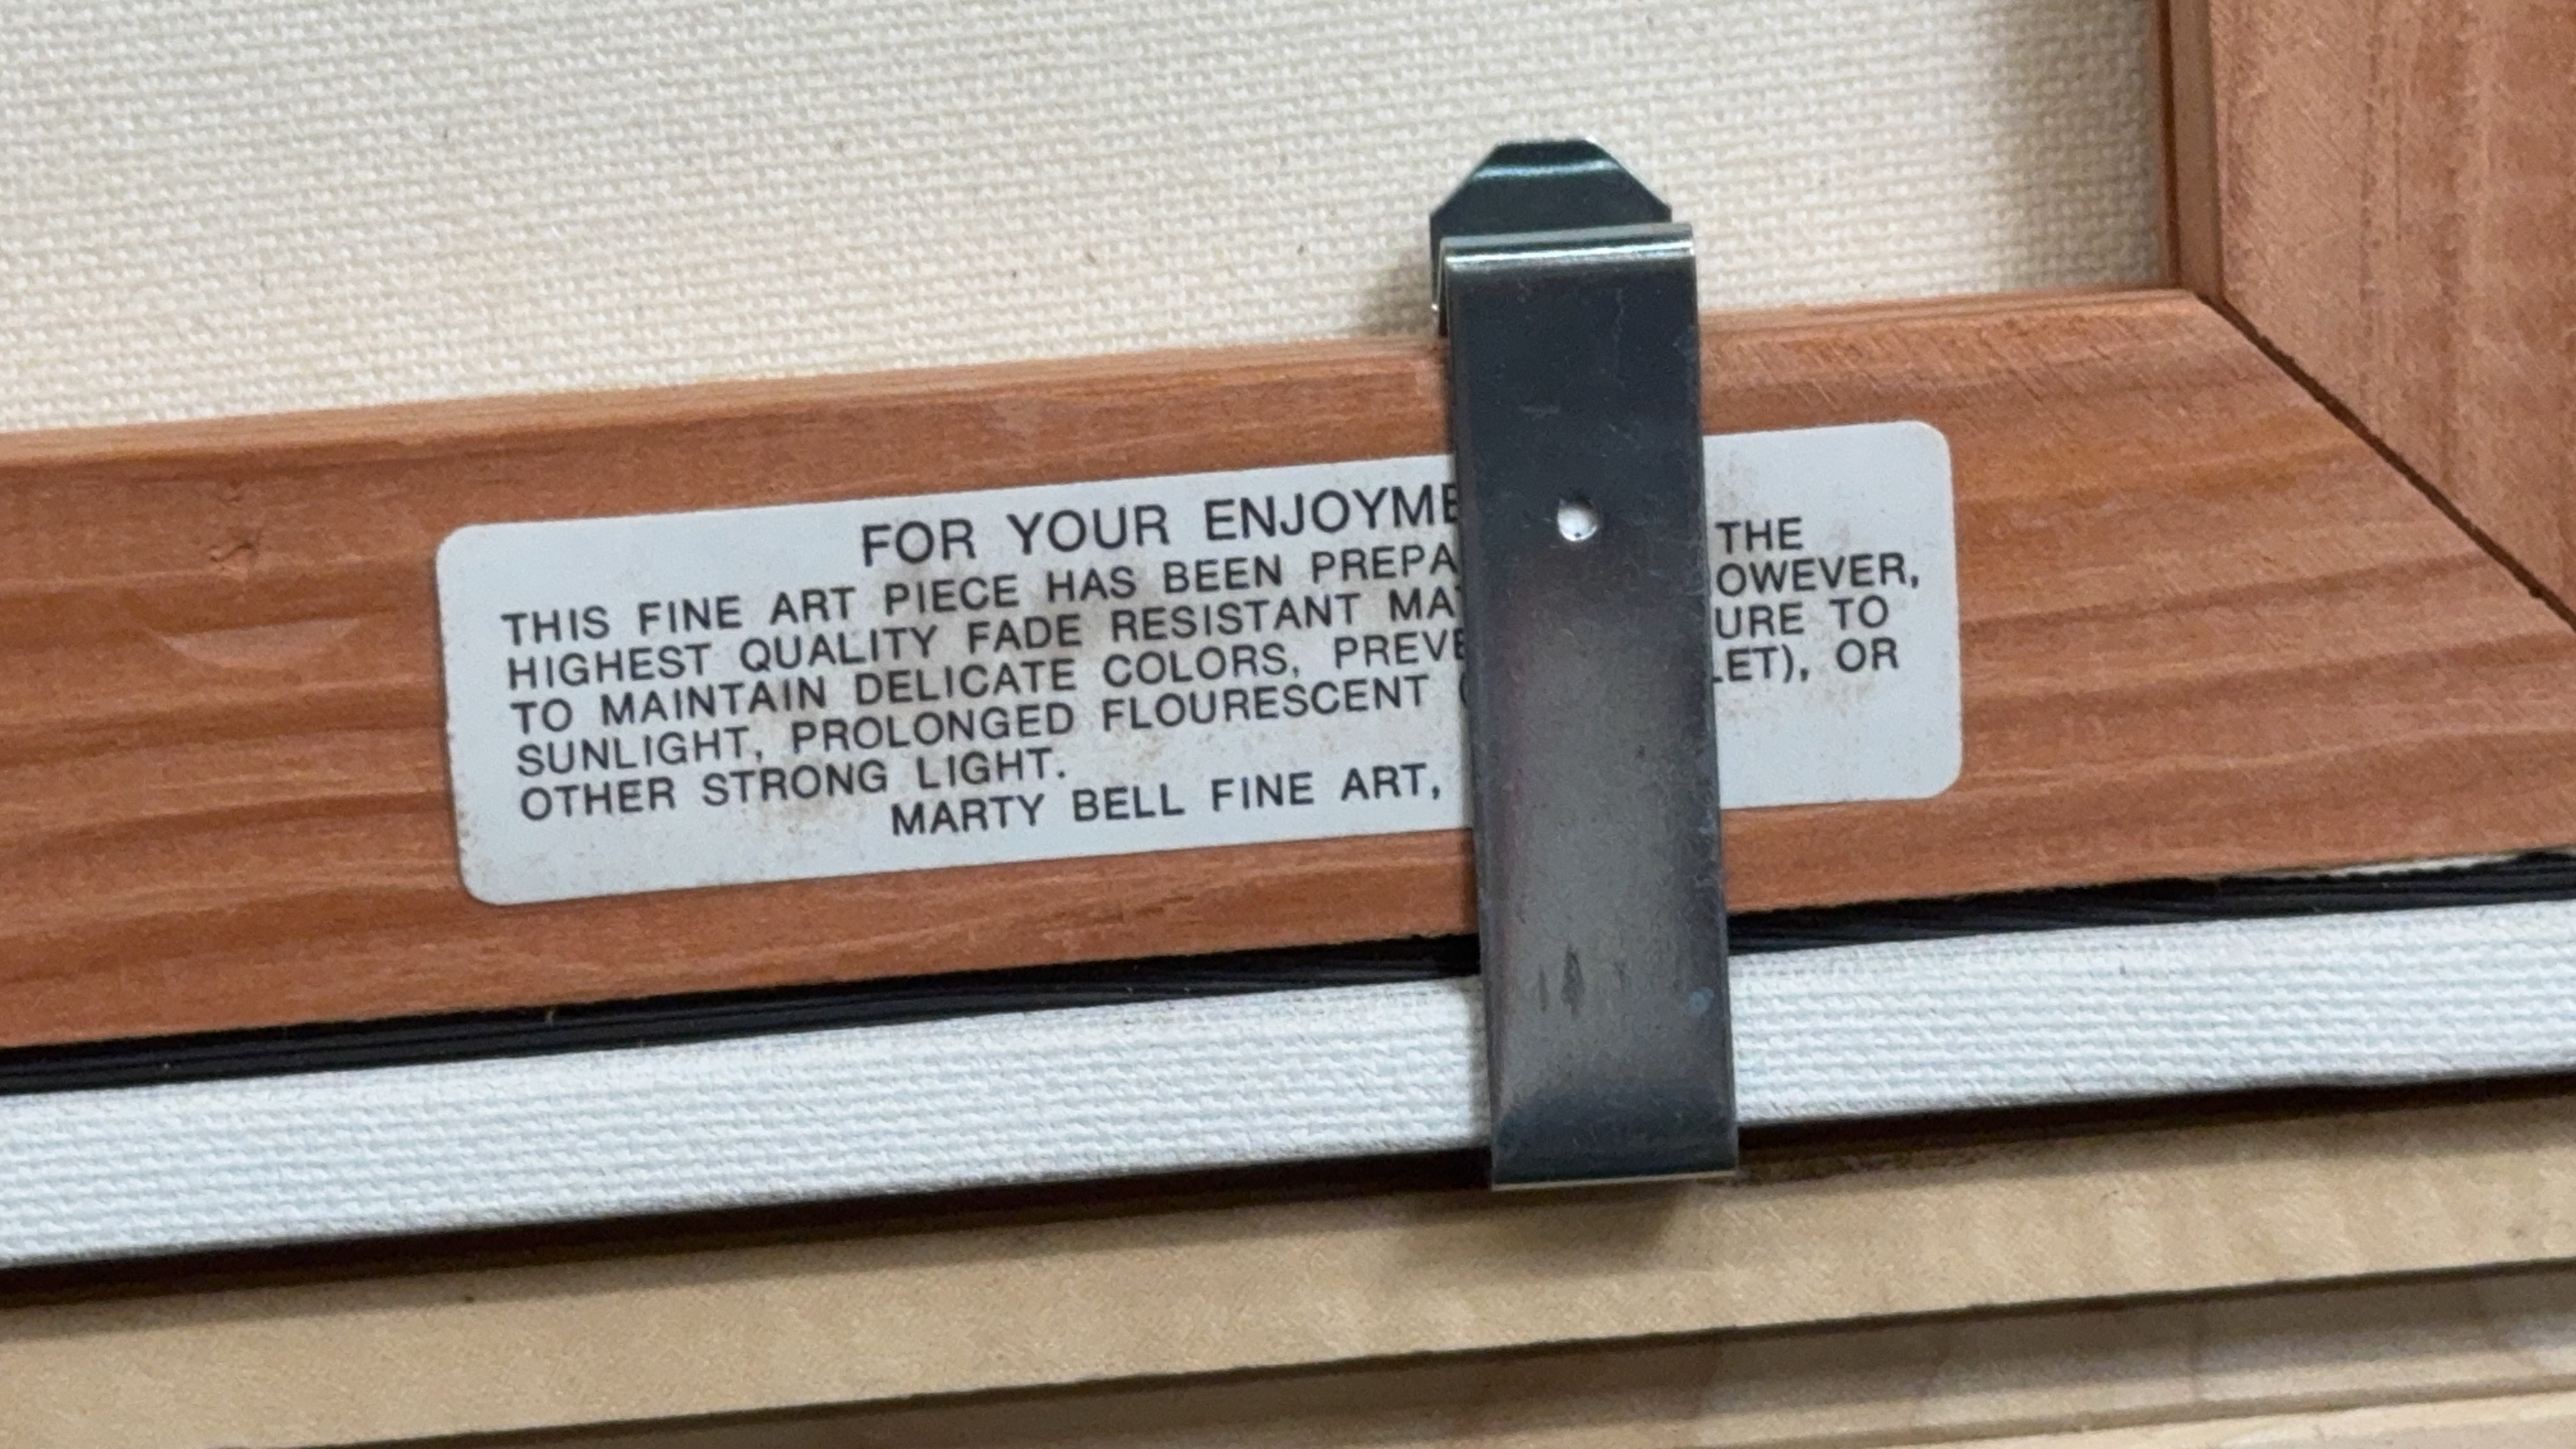 FOR YOUR ENJOYME
THIS FINE ART PIECE HAS BEEN PREPA THE
HIGHEST QUALITY FADE RESISTANT MA OWEVER,
TO MAINTAIN DELICATE COLORS, PREVE URE TO
SUNLIGHT, PROLONGED FLOURESCENT ( LET), OR
OTHER STRONG LIGHT.
MARTY BELL FINE ART,